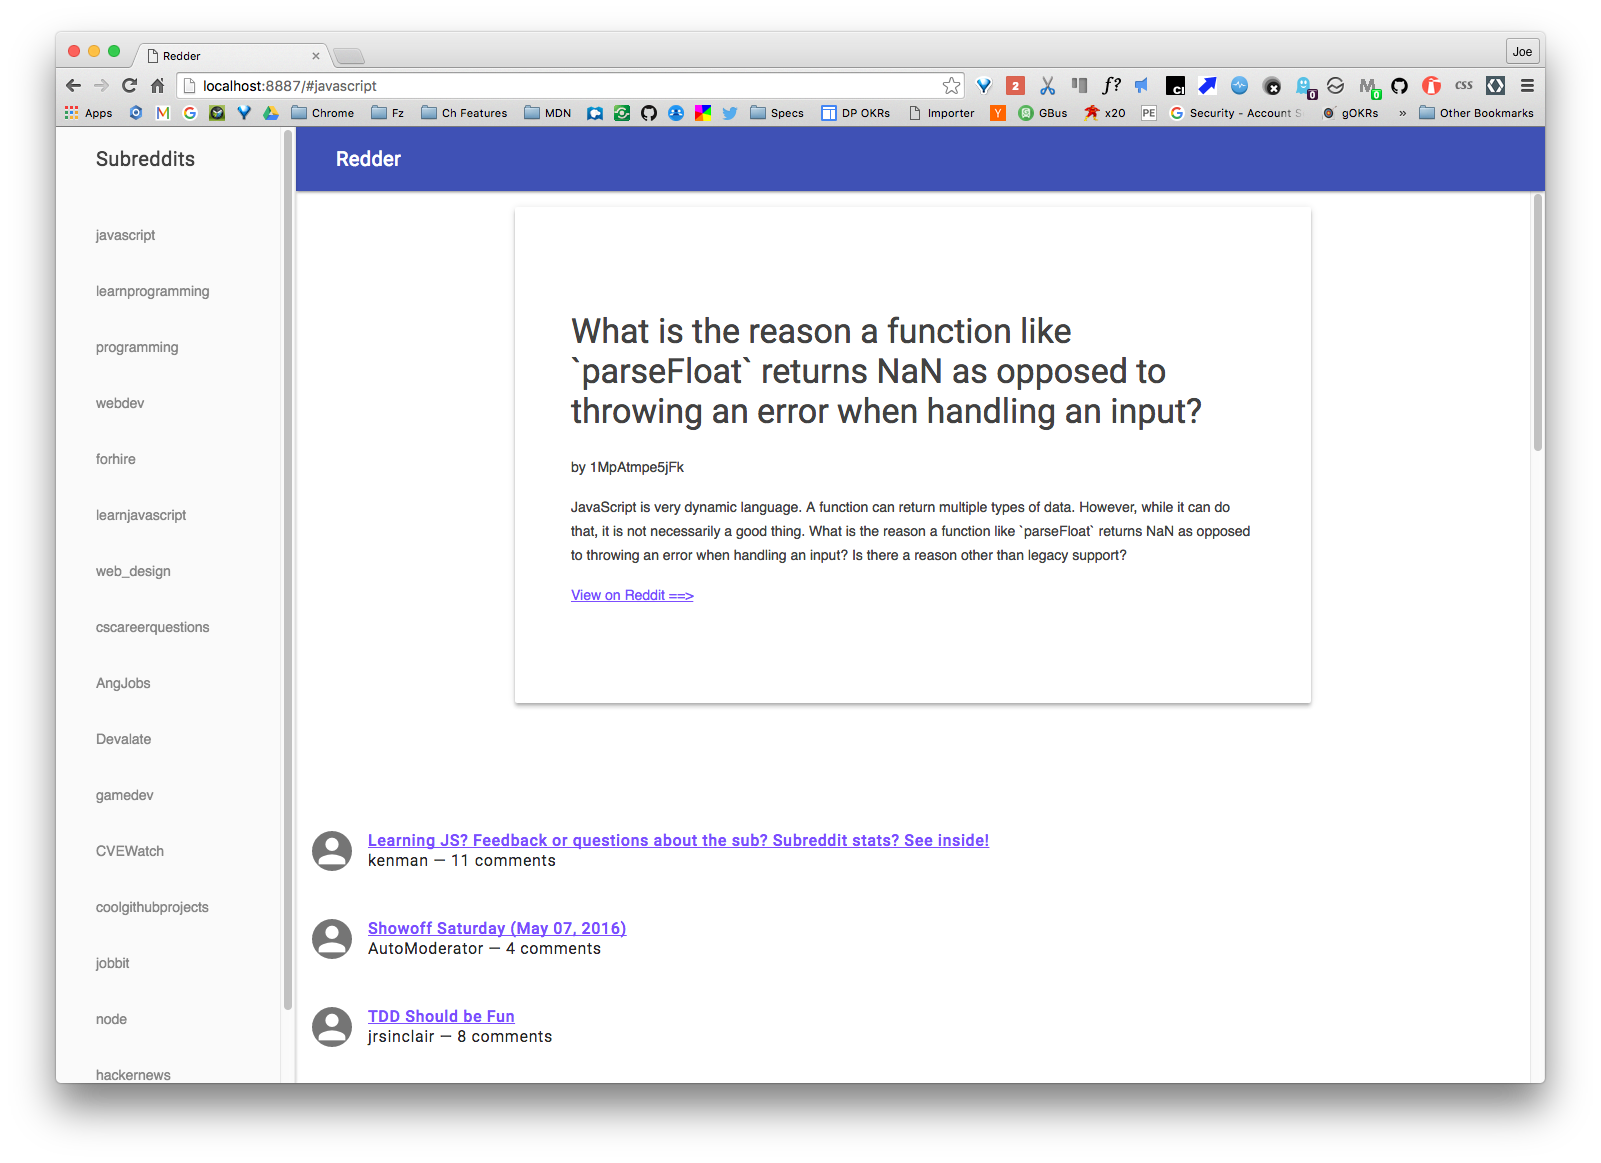 Redder
Joe
localhost:8887/#javascript
2
f?
0
0
css
Apps
Chrome
Fz
Ch Features
MDN
Specs
DP OKRs
Importer
GBus
x20
PE
Security - Account S
gOKRs
»
Other Bookmarks
Subreddits
javascript
learnprogramming
programming
webdev
forhire
learnjavascript
web_design
cscareerquestions
AngJobs
Devalate
gamedev
CVEWatch
coolgithubprojects
jobbit
node
hackernews
Redder
What is the reason a function like
`parseFloat` returns NaN as opposed to
throwing an error when handling an input?
by 1MpAtmpe5jFk
JavaScript is very dynamic language. A function can return multiple types of data. However, while it can do
that, it is not necessarily a good thing. What is the reason a function like `parseFloat` returns NaN as opposed
to throwing an error when handling an input? Is there a reason other than legacy support?
View on Reddit ==>
Learning JS? Feedback or questions about the sub? Subreddit stats? See inside!
kenman — 11 comments
Showoff Saturday (May 07, 2016)
AutoModerator — 4 comments
TDD Should be Fun
jrsinclair — 8 comments